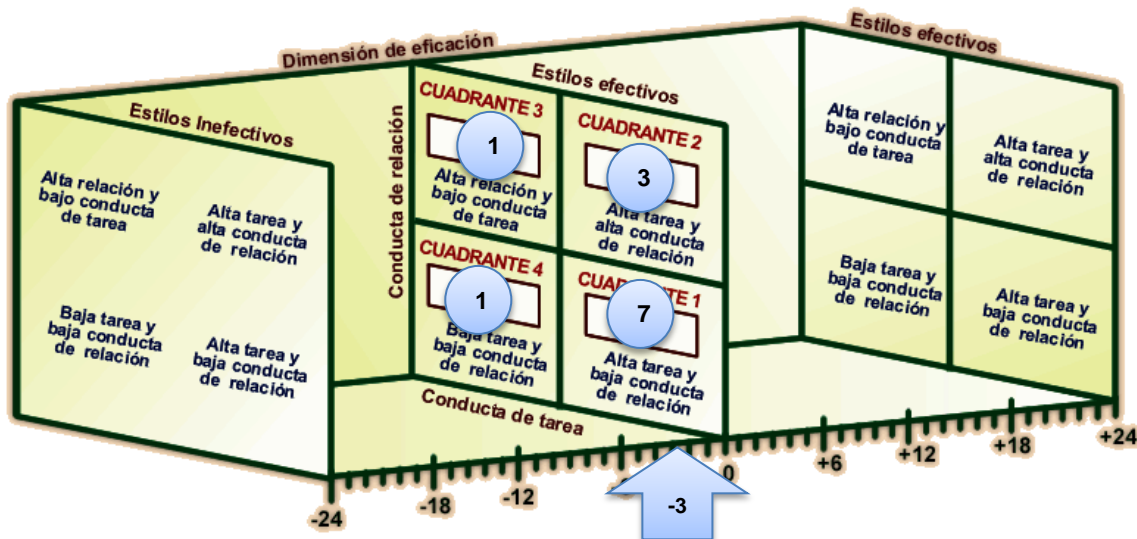 Dimensión de eficación
Estilos efectivos
Estilos Inefectivos
Alta relación y
bajo conducta
de tarea
Alta tarea y
alta conducta
de relación
Baja tarea y
baja conducta
de relación
Alta tarea y
baja conducta
de relación
Conducta de relación
Estilos efectivos
CUADRANTE 3
1
Alta relación y
bajo conducta
de tarea
CUADRANTE 2
3
Alta tarea y
alta conducta
de relación
CUADRANTE 4
1
Baja tarea y
baja conducta
de relación
CUADRANTE 1
7
Alta tarea y
baja conducta
de relación
Conducta de tarea
Alta relación y
bajo conducta
de tarea
Alta tarea y
alta conducta
de relación
Baja tarea y
baja conducta
de relación
Alta tarea y
baja conducta
de relación
-24
-18
-12
0
+6
+12
+18
+24
-3